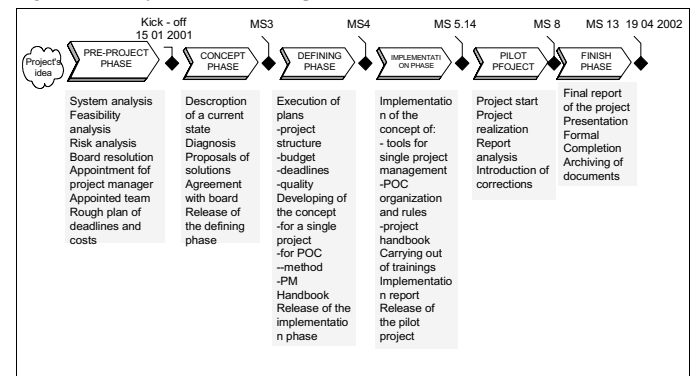 Kick - off
15 01 2001
MS3
MS4
MS 5.14
MS 8
MS 13
19 04 2002
Project's
idea
PRE-PROJECT
PHASE
CONCEPT
PHASE
DEFINING
PHASE
IMPLEMENTATI
ON PHASE
PILOT
PFOJECT
FINISH
PHASE
System analysis
Feasibility
analysis
Risk analysis
Board resolution
Appointment fof
project manager
Appointed team
Rough plan of
deadlines and
costs
Descroption
of a current
state
Diagnosis
Proposals of
solutions
Agreement
with board
Release of
the defining
phase
Execution of
plans
-project
structure
-budget
-deadlines
-quality
Developing of
the concept
-for a single
project
-for POC
--method
-PM
Handbook
Release of the
implementatio
n phase
Implementatio
n of the
concept of:
- tools for
single project
management
-POC
organization
and rules
-project
handbook
Carrying out
of trainings
Implementatio
n report
Release of
the pilot
project
Project start
Project
realization
Report
analysis
Introduction of
corrections
Final report
of the project
Presentation
Formal
Completion
Archiving of
documents